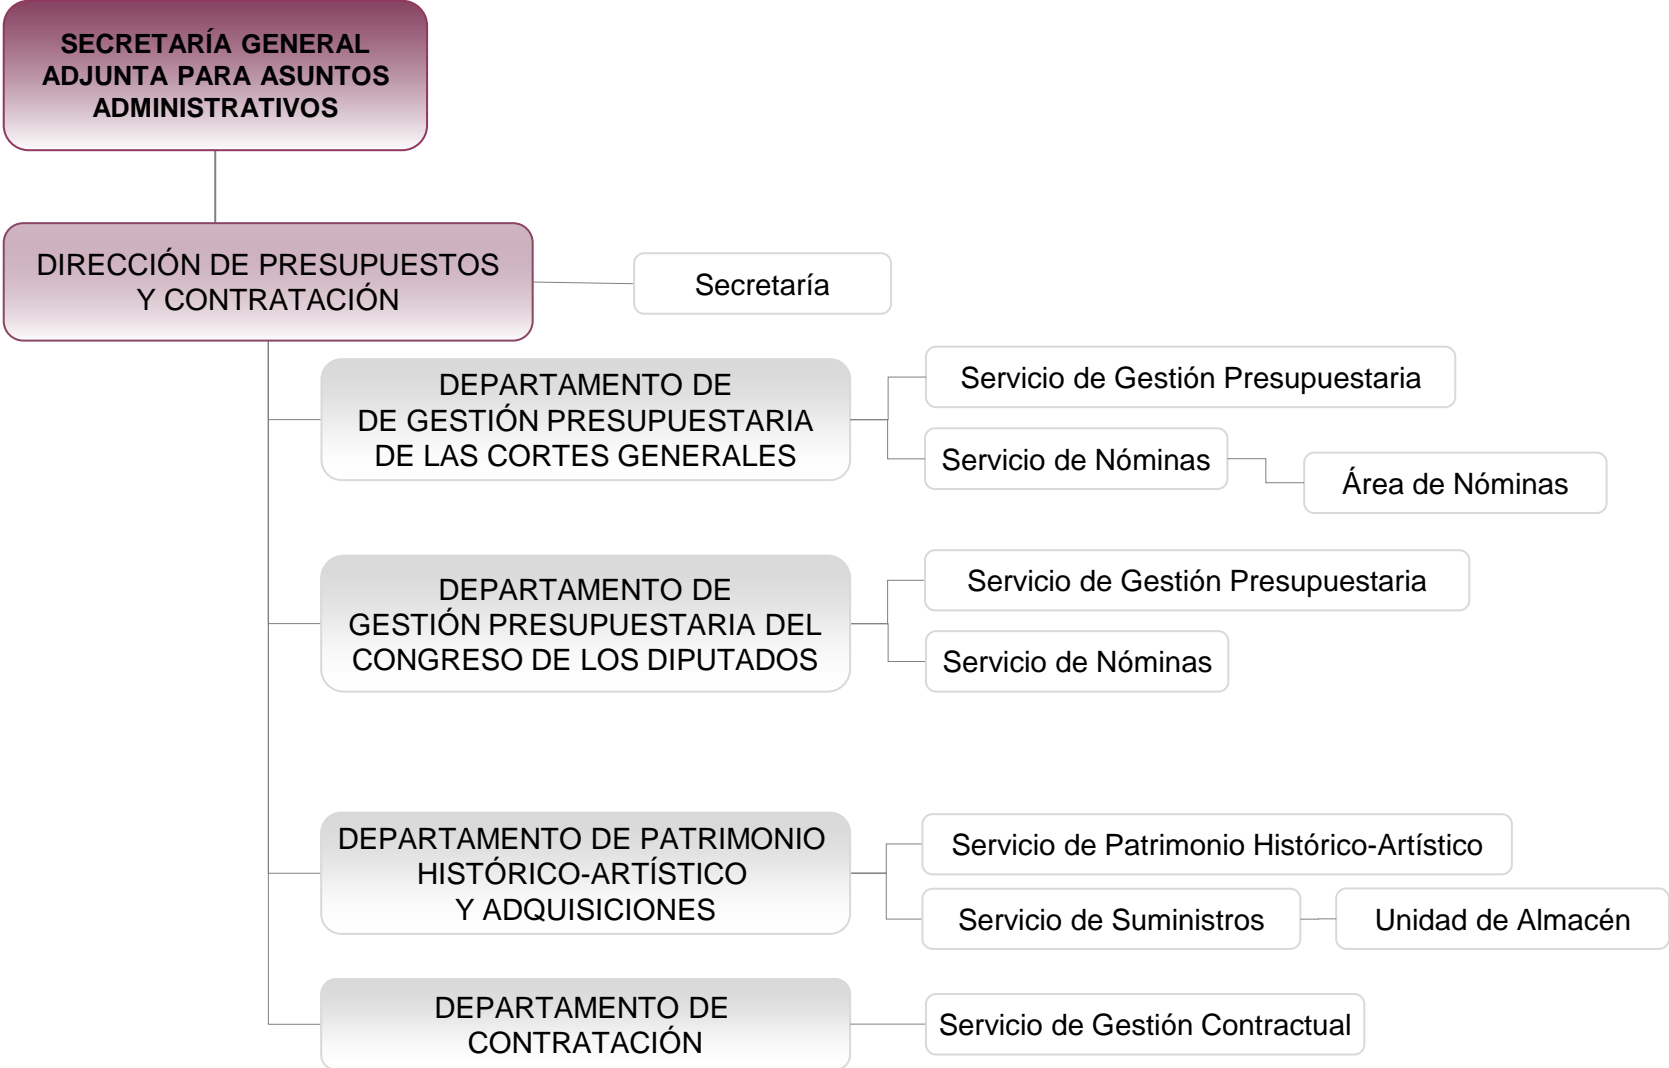 SECRETARÍA GENERAL
ADJUNTA PARA ASUNTOS
ADMINISTRATIVOS
DIRECCIÓN DE PRESUPUESTOS
Y CONTRATACIÓN
Secretaría
DEPARTAMENTO DE
DE GESTIÓN PRESUPUESTARIA
DE LAS CORTES GENERALES
Servicio de Gestión Presupuestaria
Servicio de Nóminas
Área de Nóminas
DEPARTAMENTO DE
GESTIÓN PRESUPUESTARIA DEL
CONGRESO DE LOS DIPUTADOS
Servicio de Gestión Presupuestaria
Servicio de Nóminas
DEPARTAMENTO DE PATRIMONIO
HISTÓRICO-ARTÍSTICO
Y ADQUISICIONES
Servicio de Patrimonio Histórico-Artístico
Servicio de Suministros
Unidad de Almacén
DEPARTAMENTO DE
CONTRATACIÓN
Servicio de Gestión Contractual